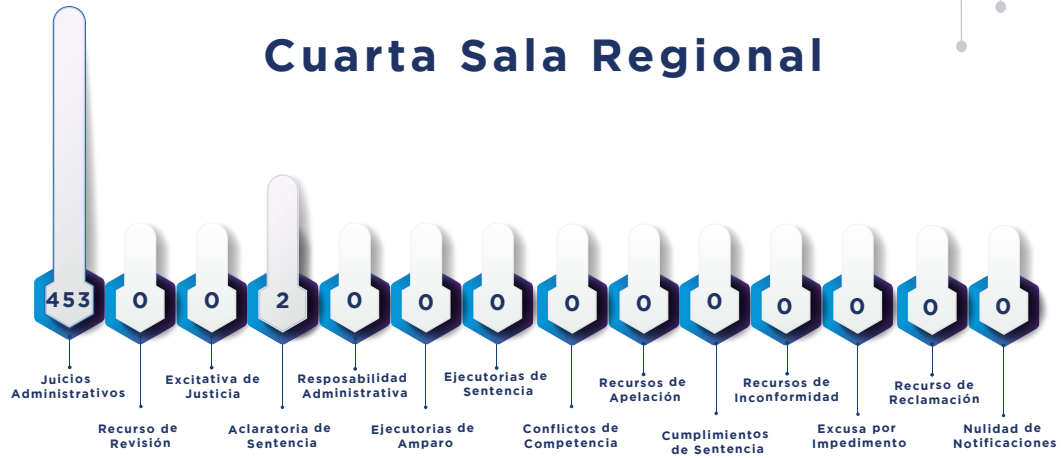 Cuarta Sala Regional
453
0
0
2
0
0
0
0
0
0
0
0
0
0
Juicios
Administrativos
Recurso de
Revisión
Excitativa de
Justicia
Aclaratoria de
Sentencia
Resposabilidad
Administrativa
Ejecutorias de
Amparo
Ejecutorias de
Sentencia
Conflictos de
Competencia
Recursos de
Apelación
Cumplimientos
de Sentencia
Recursos de
Inconformidad
Excusa por
Impedimento
Recurso de
Reclamación
Nulidad de
Notificaciones